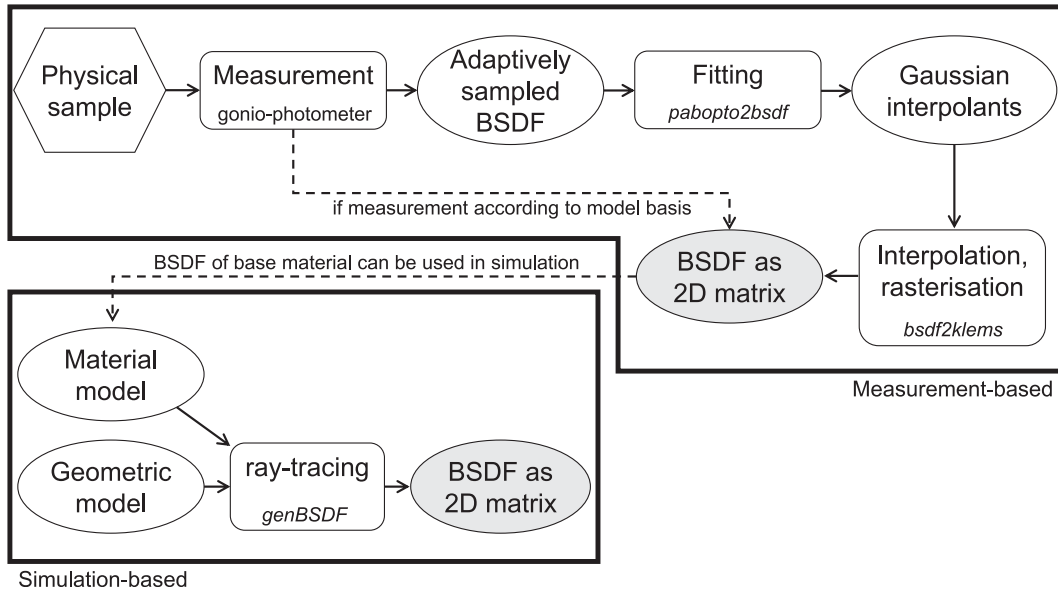 Physical
sample
Measurement
gonio-photometer
Adaptively
sampled
BSDF
Fitting
pabopto2bsdf
Gaussian
interpolants
if measurement according to model basis
BSDF of base material can be used in simulation
BSDF as
2D matrix
Interpolation,
rasterisation
bsdf2klems
Measurement-based
Material
model
Geometric
model
ray-tracing
genBSDF
BSDF as
2D matrix
Simulation-based